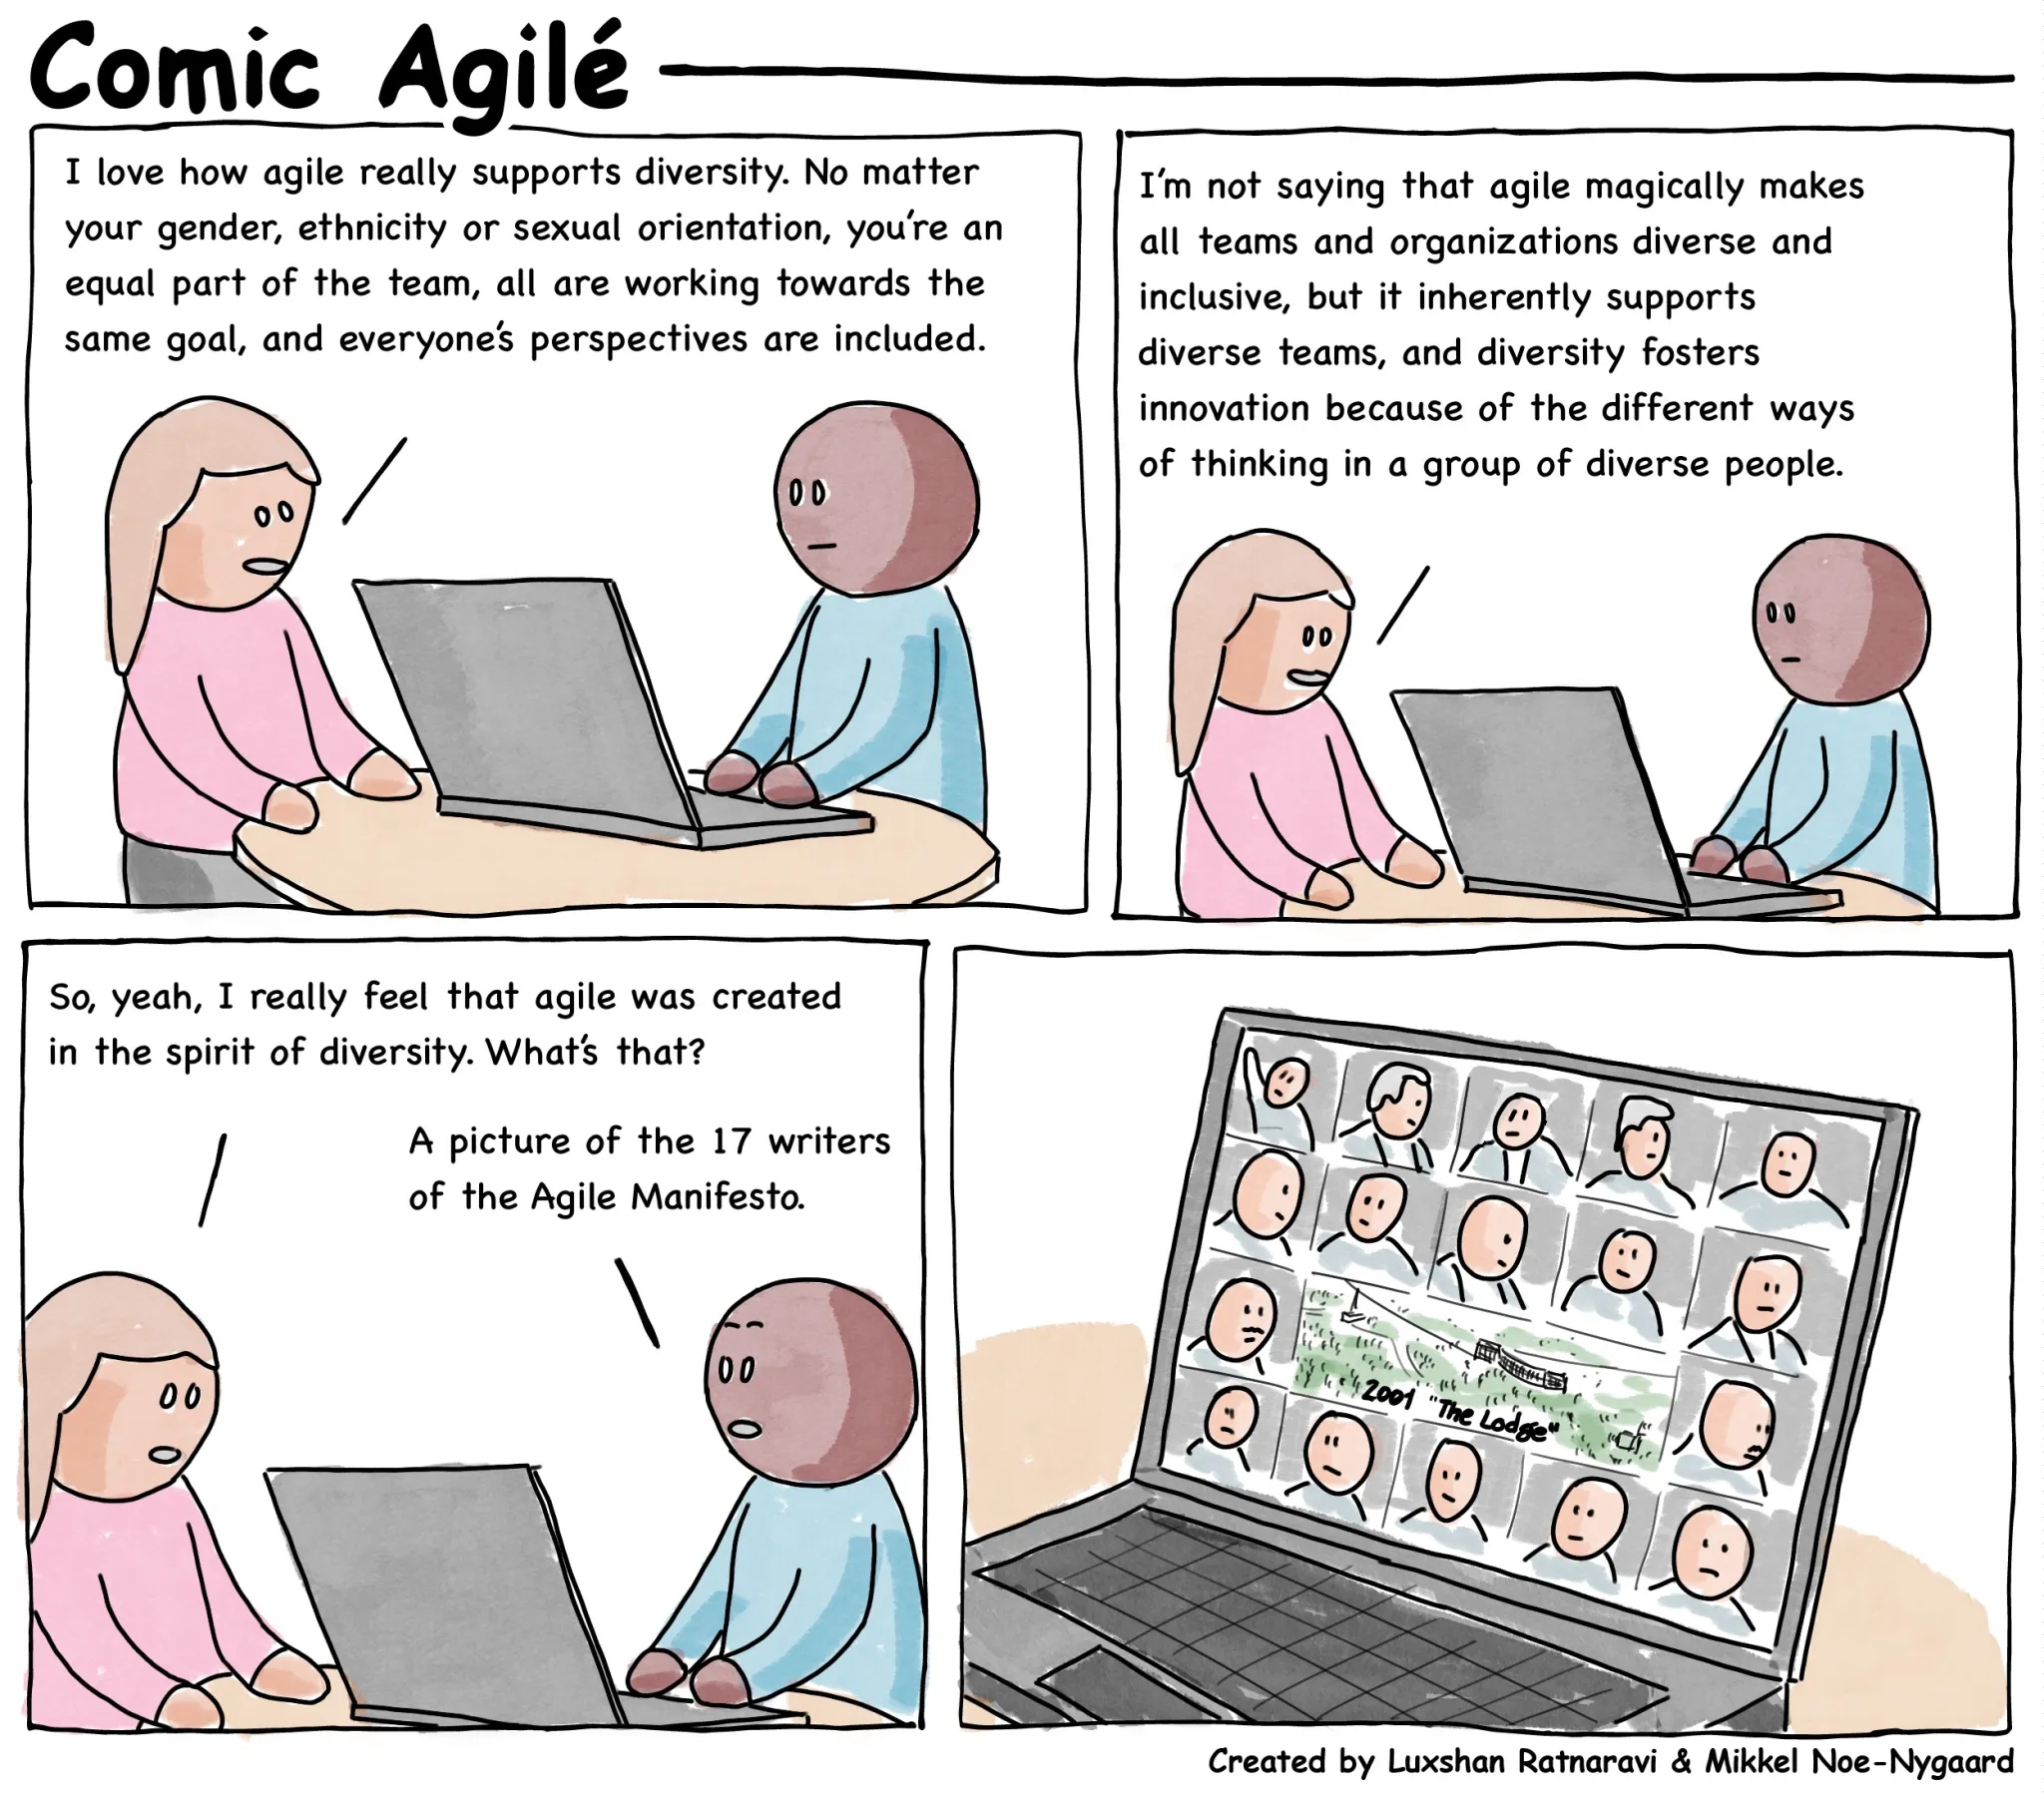 Comic Agilé
I love how agile really supports diversity. No matter
your gender, ethnicity or sexual orientation, you're an
equal part of the team, all are working towards the
same goal, and everyone's perspectives are included.
I'm not saying that agile magically makes
all teams and organizations diverse and
inclusive, but it inherently supports
diverse teams, and diversity fosters
innovation because of the different ways
of thinking in a group of diverse people.
So, yeah, I really feel that agile was created
in the spirit of diversity. What's that?
A picture of the 17 writers
of the Agile Manifesto.
2001 "The Lodge"
Created by Luxshan Ratnaravi & Mikkel Noe-Nygaard